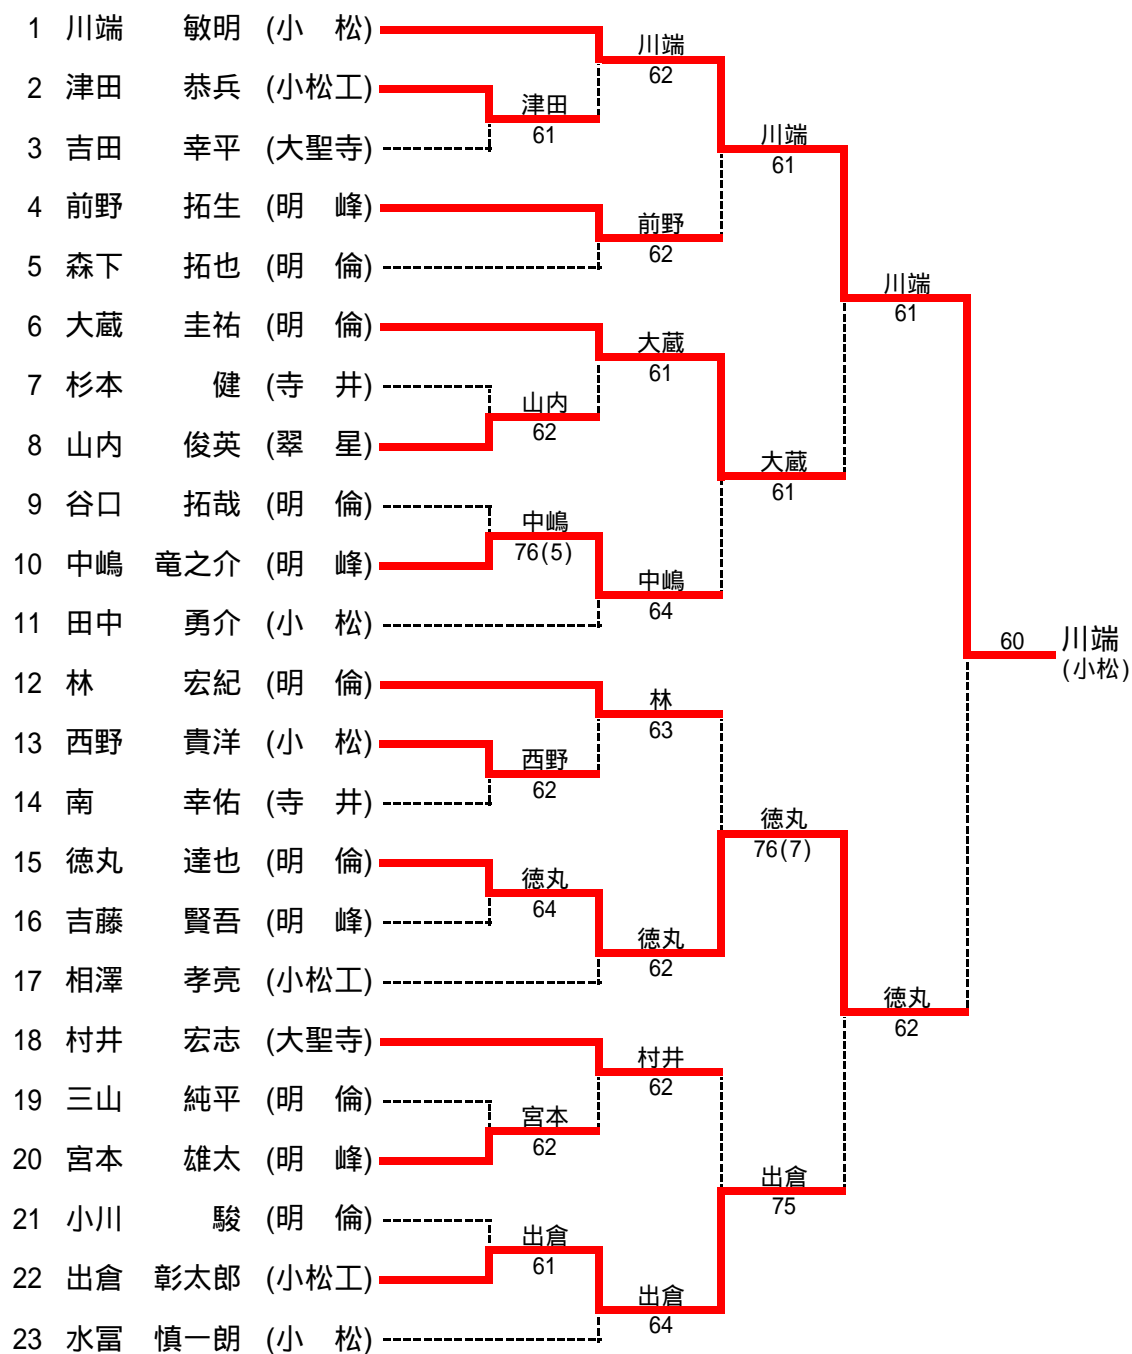 1 川端 敏明 (小 松)
2 津田 恭兵 (小松工)
3 吉田 幸平 (大聖寺)
4 前野 拓生 (明 峰)
5 森下 拓也 (明 倫)
6 大蔵 圭祐 (明 倫)
7 杉本 健 (寺 井)
8 山内 俊英 (翠 星)
9 谷口 拓哉 (明 倫)
10 中嶋 竜之介 (明 峰)
11 田中 勇介 (小 松)
12 林 宏紀 (明 倫)
13 西野 貴洋 (小 松)
14 南 幸佑 (寺 井)
15 徳丸 達也 (明 倫)
16 吉藤 賢吾 (明 峰)
17 相澤 孝亮 (小松工)
18 村井 宏志 (大聖寺)
19 三山 純平 (明 倫)
20 宮本 雄太 (明 峰)
21 小川 駿 (明 倫)
22 出倉 彰太郎 (小松工)
23 水冨 慎一朗 (小 松)
津田
61
山内
62
中嶋
76(5)
西野
62
徳丸
64
宮本
62
出倉
61
川端
62
前野
62
大蔵
61
中嶋
64
林
63
徳丸
62
村井
62
出倉
64
川端
61
大蔵
61
徳丸
76(7)
出倉
75
川端
61
徳丸
62
60
川端
(小松)